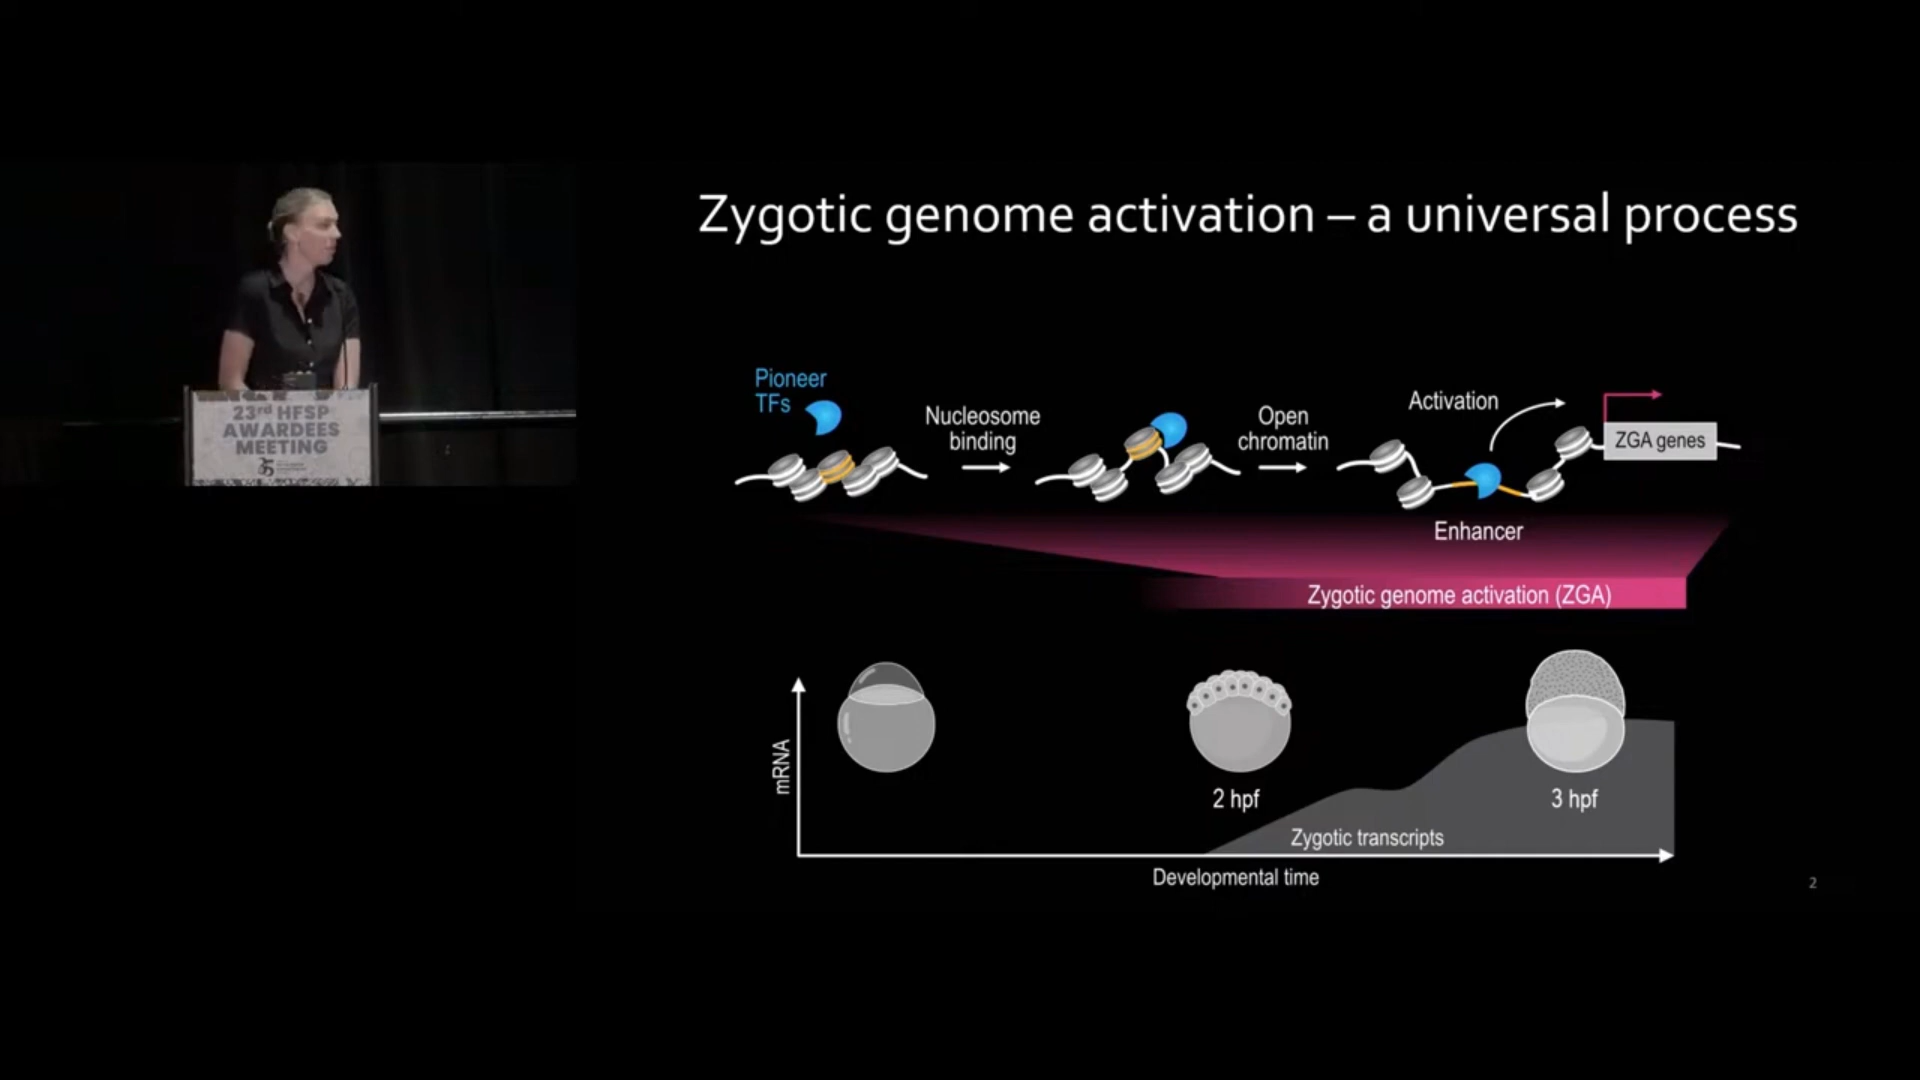 Zygotic genome activation – a universal process
Pioneer
TFs
Nucleosome
binding
Open
chromatin
Activation
ZGA genes
Enhancer
Zygotic genome activation (ZGA)
mRNA
2 hpf
3 hpf
Zygotic transcripts
Developmental time
2
23rd HFSP
AWARDEES
MEETING
35